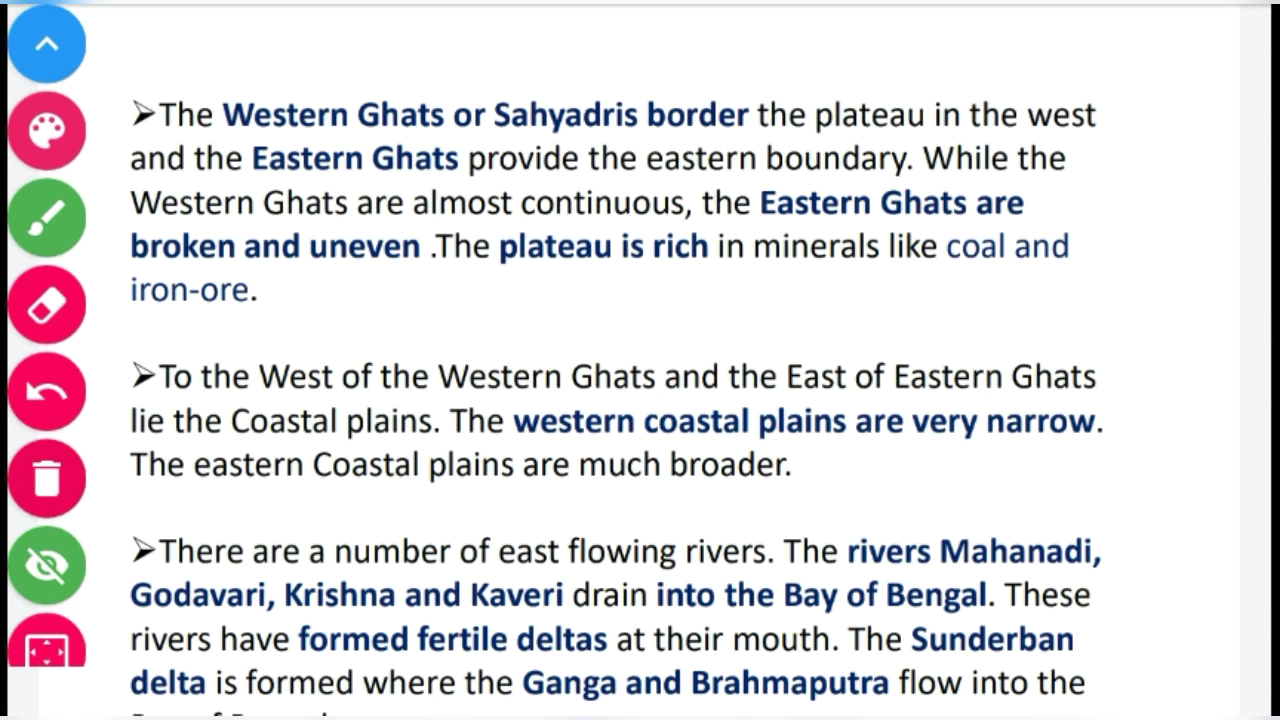 ➢The Western Ghats or Sahyadris border the plateau in the west
and the Eastern Ghats provide the eastern boundary. While the
Western Ghats are almost continuous, the Eastern Ghats are
broken and uneven .The plateau is rich in minerals like coal and
iron-ore.
➢To the West of the Western Ghats and the East of Eastern Ghats
lie the Coastal plains. The western coastal plains are very narrow.
The eastern Coastal plains are much broader.
➢There are a number of east flowing rivers. The rivers Mahanadi,
Godavari, Krishna and Kaveri drain into the Bay of Bengal. These
rivers have formed fertile deltas at their mouth. The Sunderban
delta is formed where the Ganga and Brahmaputra flow into the